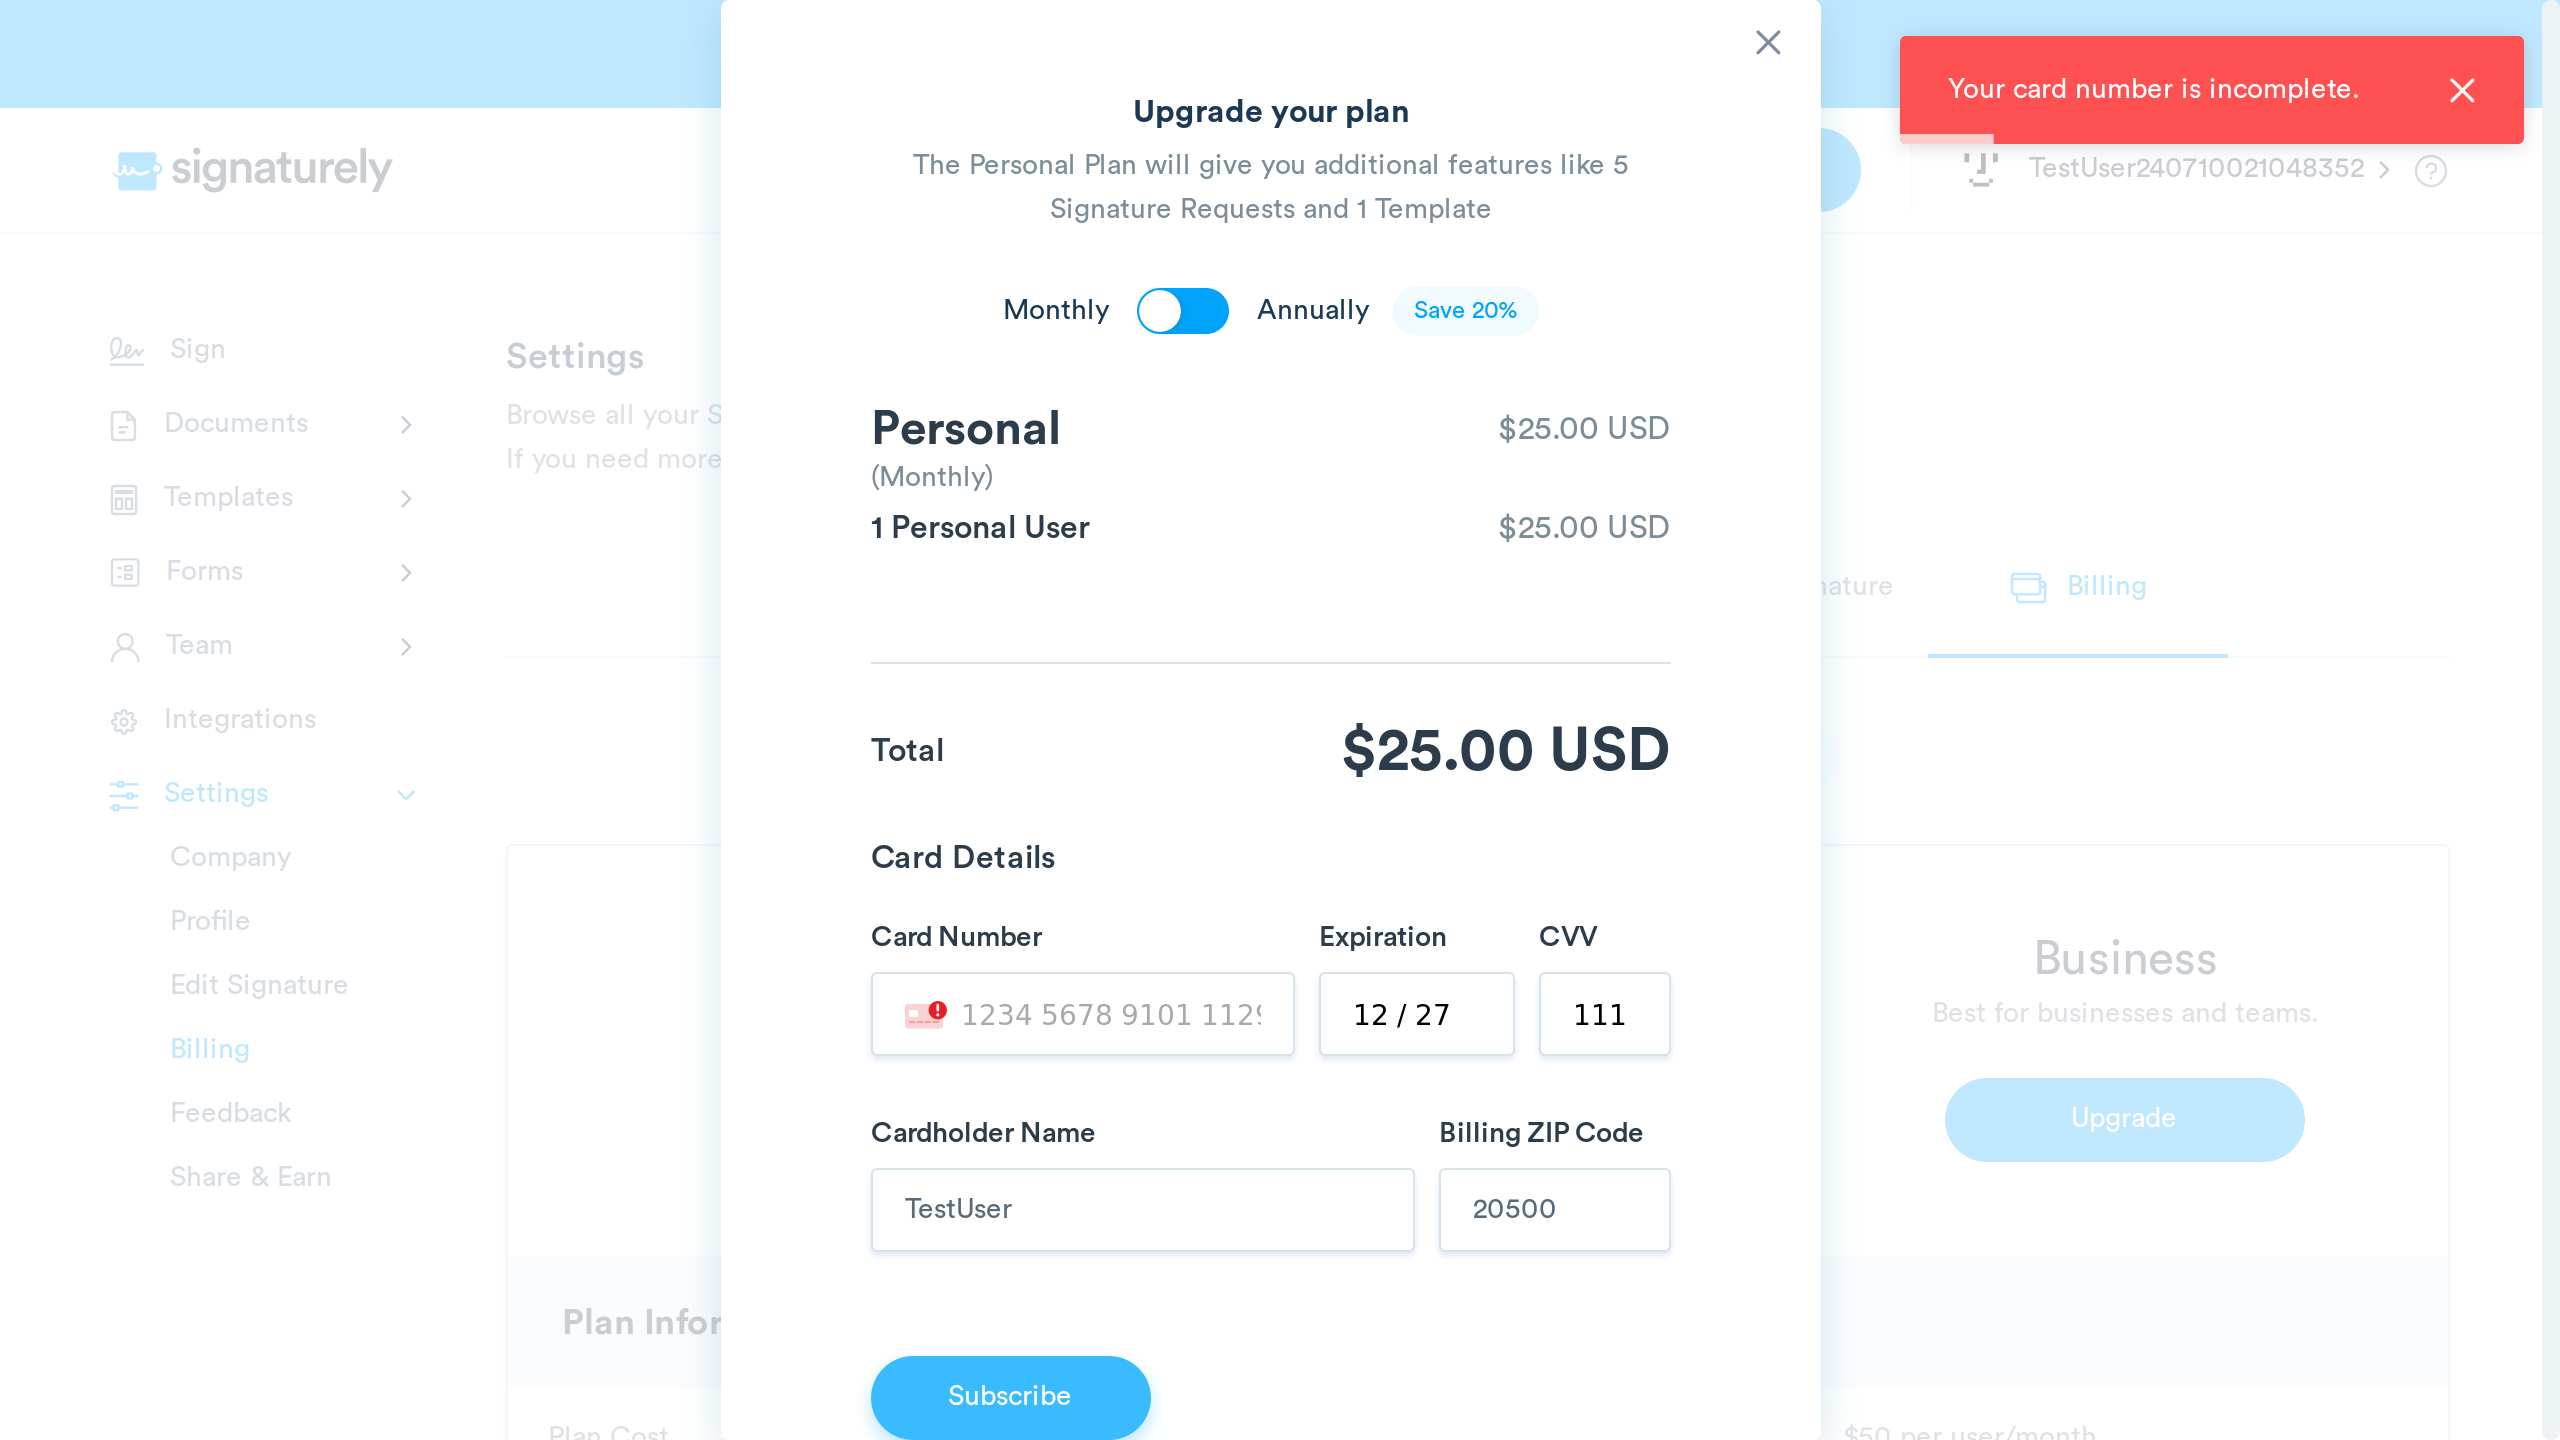 signaturely
Sign
Documents
Templates
Forms
Team
Integrations
Settings
Company
Profile
Edit Signature
Billing
Feedback
Share & Earn
Settings
Browse all your S
If you need more
Plan Infor
Plan Cost
Upgrade your plan
The Personal Plan will give you additional features like 5
Signature Requests and 1 Template
Monthly Annually Save 20%
Personal $25.00 USD
(Monthly)
1 Personal User $25.00 USD
Total $25.00 USD
Card Details
Card Number Expiration CVV
1234 5678 9101 1129 12 / 27 111
Cardholder Name Billing ZIP Code
TestUser 20500
Subscribe
Your card number is incomplete.
TestUser240710021048352
nature Billing
Business
Best for businesses and teams.
Upgrade
$50 per user/month